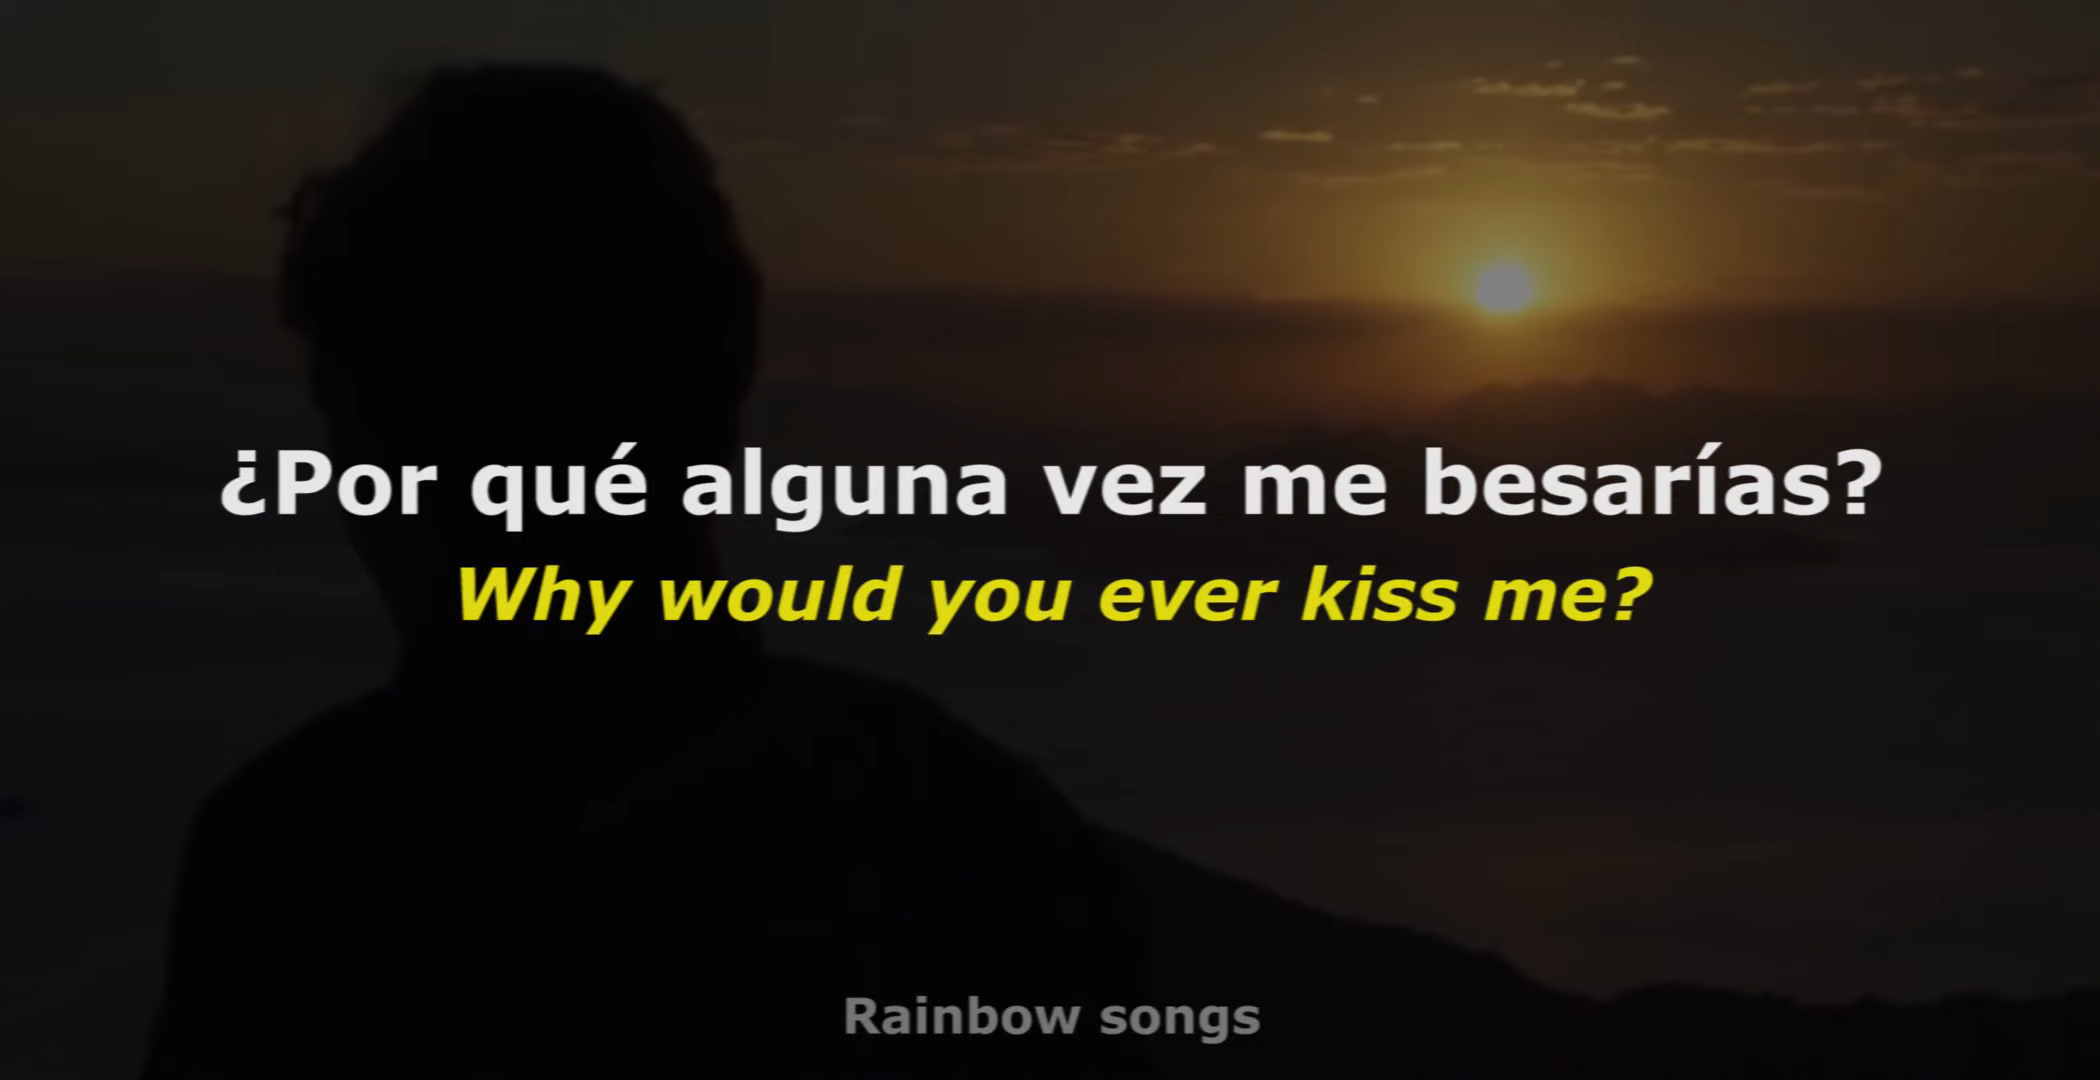 ¿Por qué alguna vez me besarías?
Why would you ever kiss me?
Rainbow songs